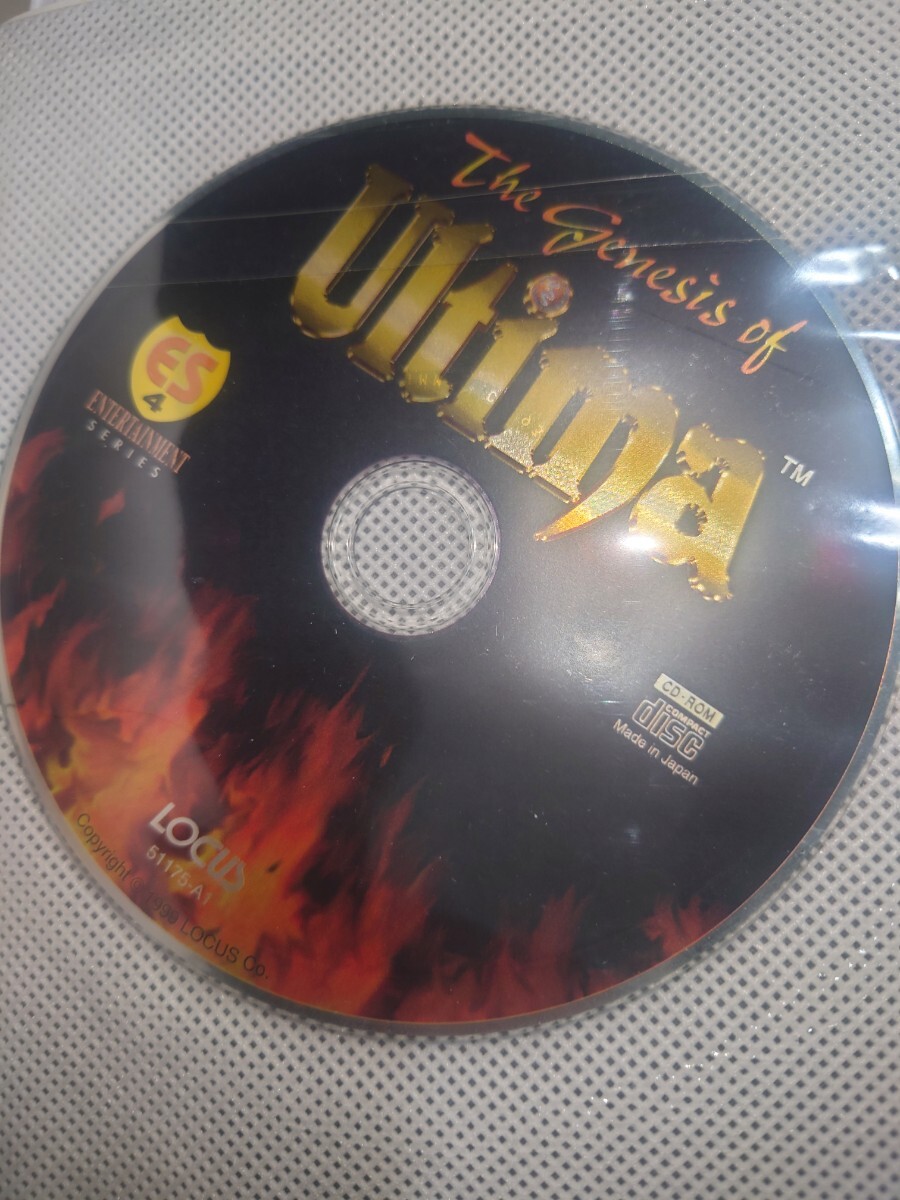 The Genesis of
Ultima
TM
ES
4
ENTERTAINMENT
SERIES
CD-ROM
COMPACT
disc
Made in Japan
LOCUS
51175-A1
Copyright LOCUS Co.